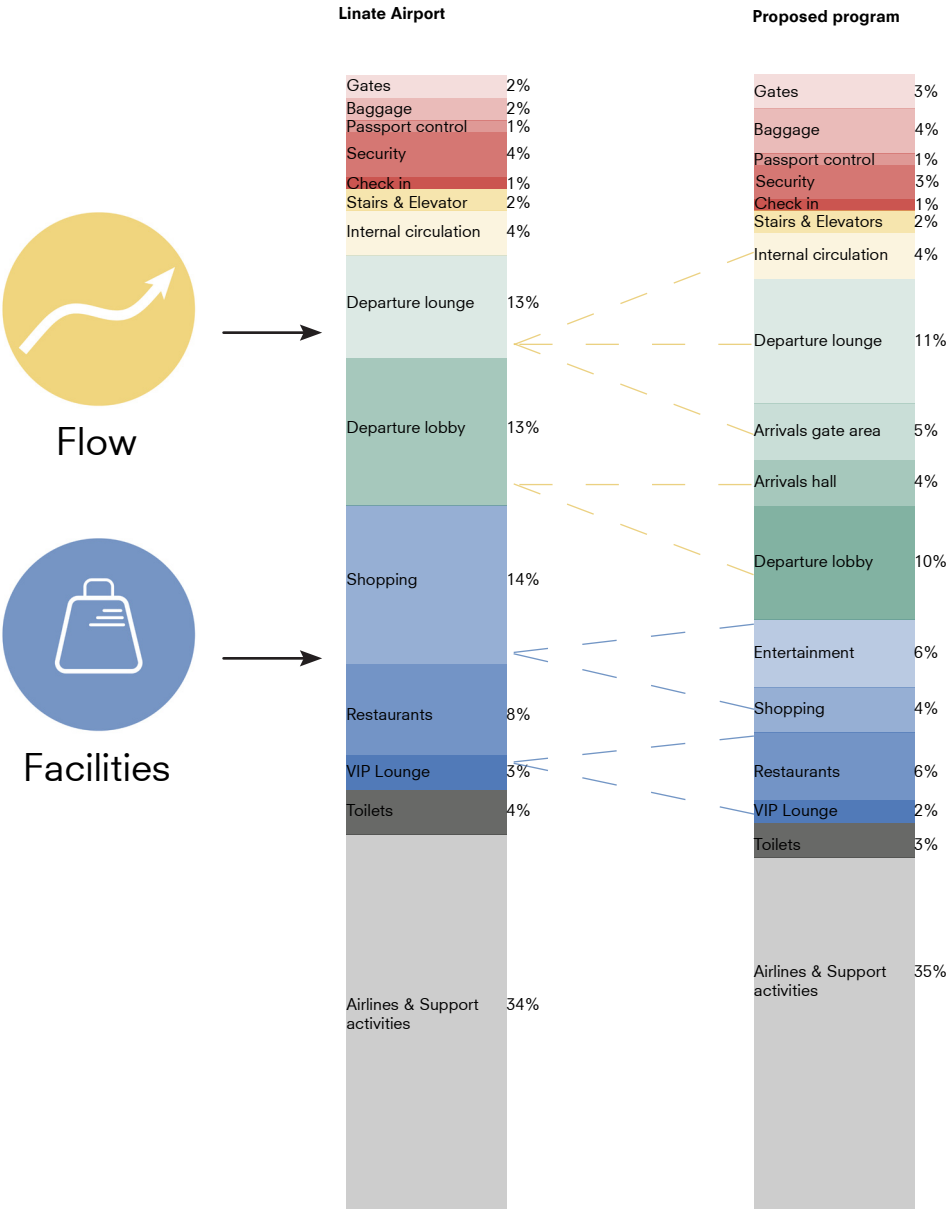 Linate Airport
Gates 2%
Baggage 2%
Passport control 1%
Security 4%
Check in 1%
Stairs & Elevator 2%
Internal circulation 4%
Departure lounge 13%
Departure lobby 13%
Shopping 14%
Restaurants 8%
VIP Lounge 3%
Toilets 4%
Airlines & Support 34%
activities
Proposed program
Gates 3%
Baggage 4%
Passport control 1%
Security 3%
Check in 1%
Stairs & Elevators 2%
Internal circulation 4%
Departure lounge 11%
Arrivals gate area 5%
Arrivals hall 4%
Departure lobby 10%
Entertainment 6%
Shopping 4%
Restaurants 6%
VIP Lounge 2%
Toilets 3%
Airlines & Support 35%
activities
Flow
Facilities